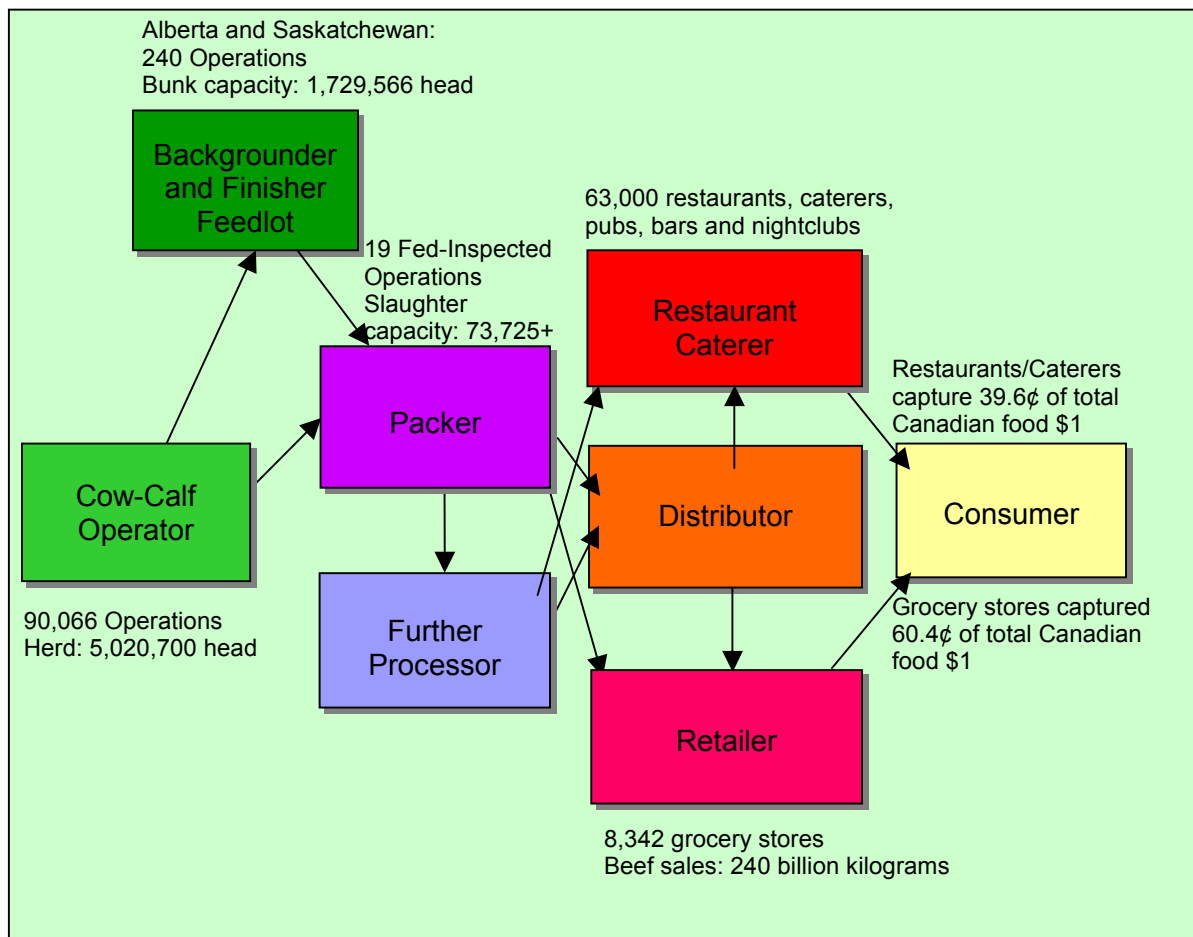 Alberta and Saskatchewan:
240 Operations
Bunk capacity: 1,729,566 head
Backgrounder
and Finisher
Feedlot
19 Fed-Inspected
Operations
Slaughter
capacity: 73,725+
63,000 restaurants, caterers,
pubs, bars and nightclubs
Restaurant
Caterer
Restaurants/Caterers
capture 39.6¢ of total
Canadian food $1
Packer
Cow-Calf
Operator
Distributor
Consumer
90,066 Operations
Herd: 5,020,700 head
Further
Processor
Grocery stores captured
60.4¢ of total Canadian
food $1
Retailer
8,342 grocery stores
Beef sales: 240 billion kilograms